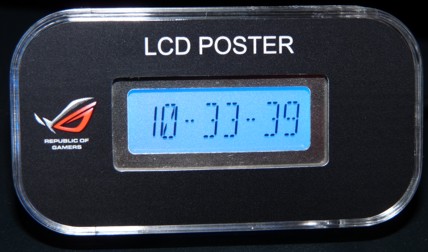 LCD POSTER
10-33-39
REPUBLIC OF
GAMERS